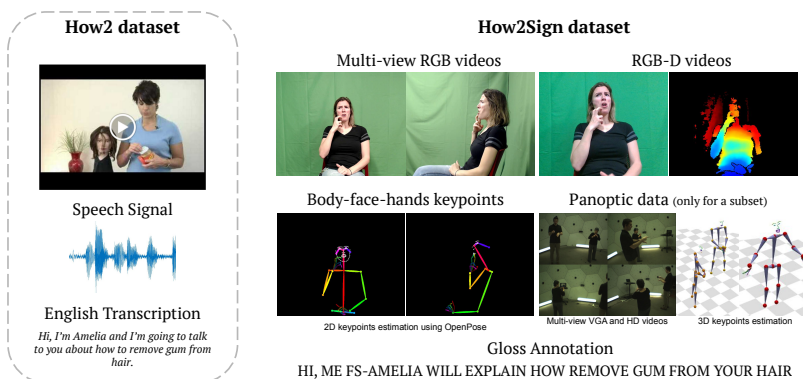 How2 dataset
Speech Signal
English Transcription
Hi, I'm Amelia and I'm going to talk
to you about how to remove gum from
hair.
How2Sign dataset
Multi-view RGB videos
RGB-D videos
Body-face-hands keypoints
Panoptic data (only for a subset)
2D keypoints estimation using OpenPose
Multi-view VGA and HD videos
3D keypoints estimation
Gloss Annotation
HI, ME FS-AMELIA WILL EXPLAIN HOW REMOVE GUM FROM YOUR HAIR